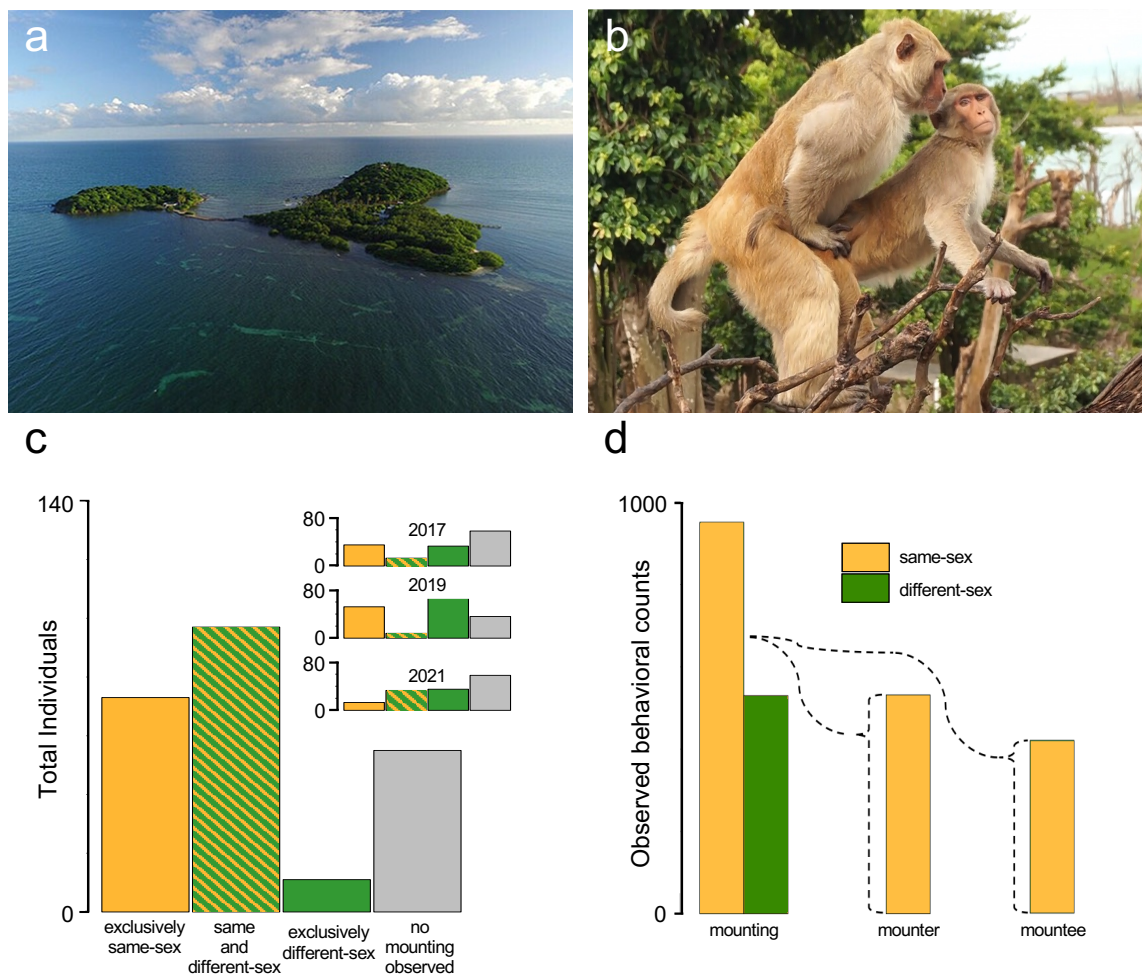 a
b
c
140
Total Individuals
0
80
2017
0
80
2019
0
80
2021
0
exclusively
same-sex
same
and
different-sex
exclusively
different-sex
no
mounting
observed
d
1000
Observed behavioral counts
0
same-sex
different-sex
mounting
mounter
mountee